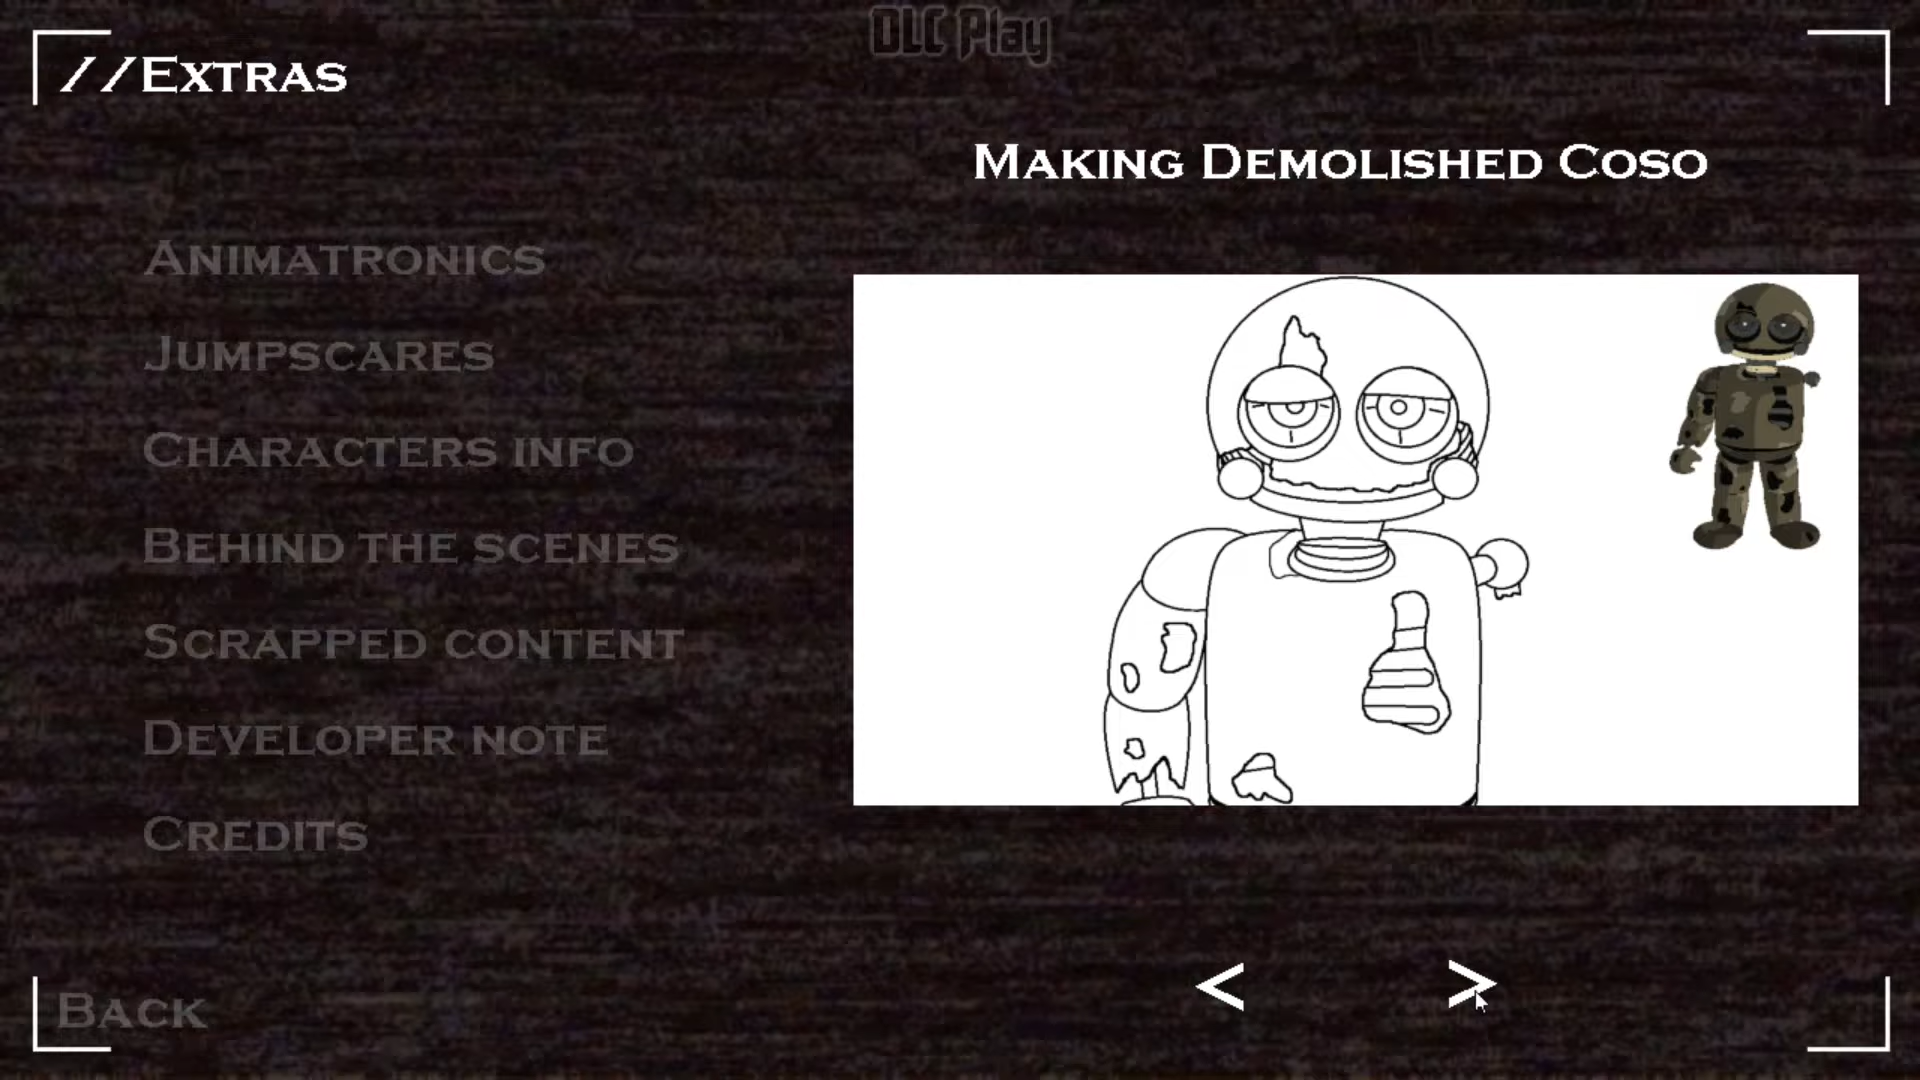 DLC Play
//Extras
Making Demolished Coso
Animatronics
Jumpscares
Characters info
Behind the scenes
Scrapped content
Developer note
Credits
<
>
Back